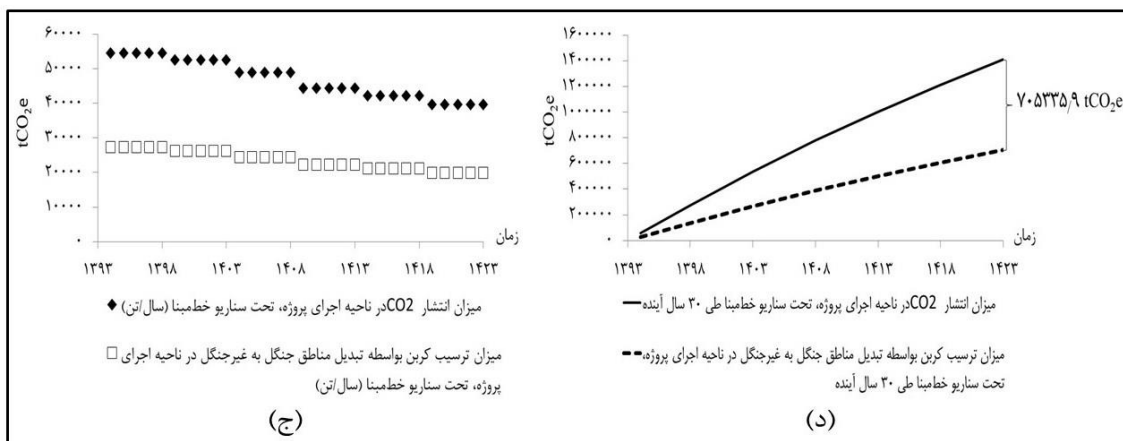 ۶۰۰۰۰
۵۰۰۰۰
۴۰۰۰۰
۳۰۰۰۰
۲۰۰۰۰
۱۰۰۰۰
۰
tCO2e
زمان
۱۳۹۳ ۱۳۹۸ ۱۴۰۳ ۱۴۰۸ ۱۴۱۳ ۱۴۱۸ ۱۴۲۳
میزان انتشار CO2در ناحیه اجرای پروژه، تحت سناریو خطمبنا (سال/تن)
میزان ترسیب کربن بواسطه تبدیل مناطق جنگل به غیرجنگل در ناحیه اجرای
پروژه، تحت سناریو خطمبنا (سال/تن)
(ج)
۱۶۰۰۰۰۰
۱۴۰۰۰۰۰
۱۲۰۰۰۰۰
۱۰۰۰۰۰۰
۸۰۰۰۰۰
۶۰۰۰۰۰
۴۰۰۰۰۰
۲۰۰۰۰۰
۰
tCO2e
۷۰۵۳۳۵/۹ tCO2e
زمان
۱۳۹۳ ۱۳۹۸ ۱۴۰۳ ۱۴۰۸ ۱۴۱۳ ۱۴۱۸ ۱۴۲۳
میزان انتشار CO2در ناحیه اجرای پروژه، تحت سناریو خطمبنا طی ۳۰ سال آینده
میزان ترسیب کربن بواسطه تبدیل مناطق جنگل به غیرجنگل در ناحیه اجرای پروژه،
تحت سناریو خطمبنا طی ۳۰ سال آینده
(د)